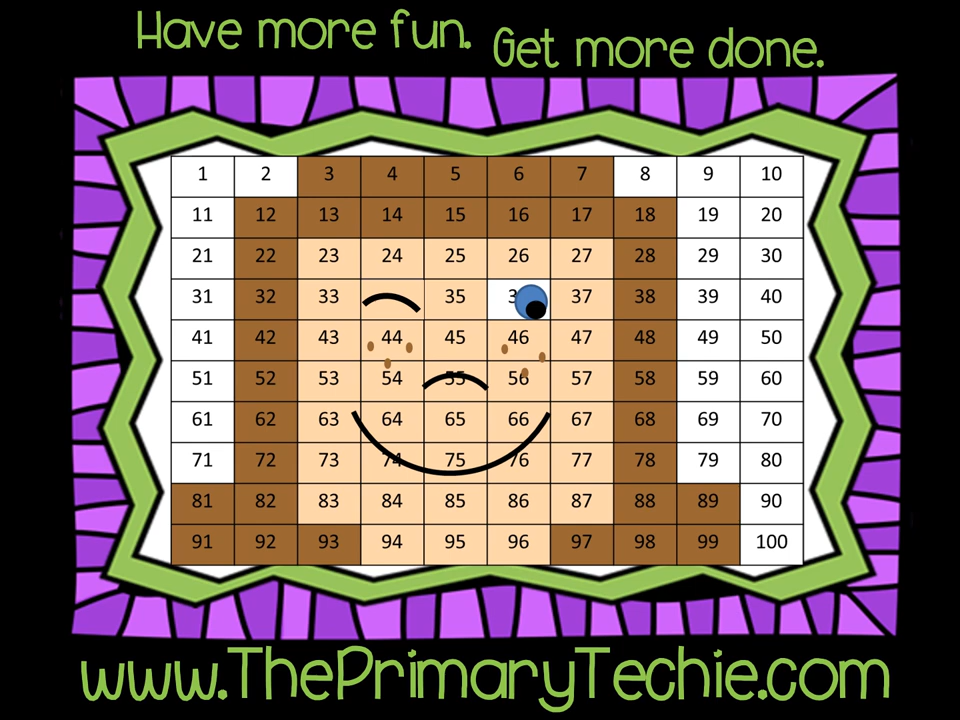 Have more fun. Get more done.
1 2 3 4 5 6 7 8 9 10
11 12 13 14 15 16 17 18 19 20
21 22 23 24 25 26 27 28 29 30
31 32 33 35 37 38 39 40
41 42 43 44 45 46 47 48 49 50
51 52 53 54 55 56 57 58 59 60
61 62 63 64 65 66 67 68 69 70
71 72 73 74 75 76 77 78 79 80
81 82 83 84 85 86 87 88 89 90
91 92 93 94 95 96 97 98 99 100
www.ThePrimaryTechie.com